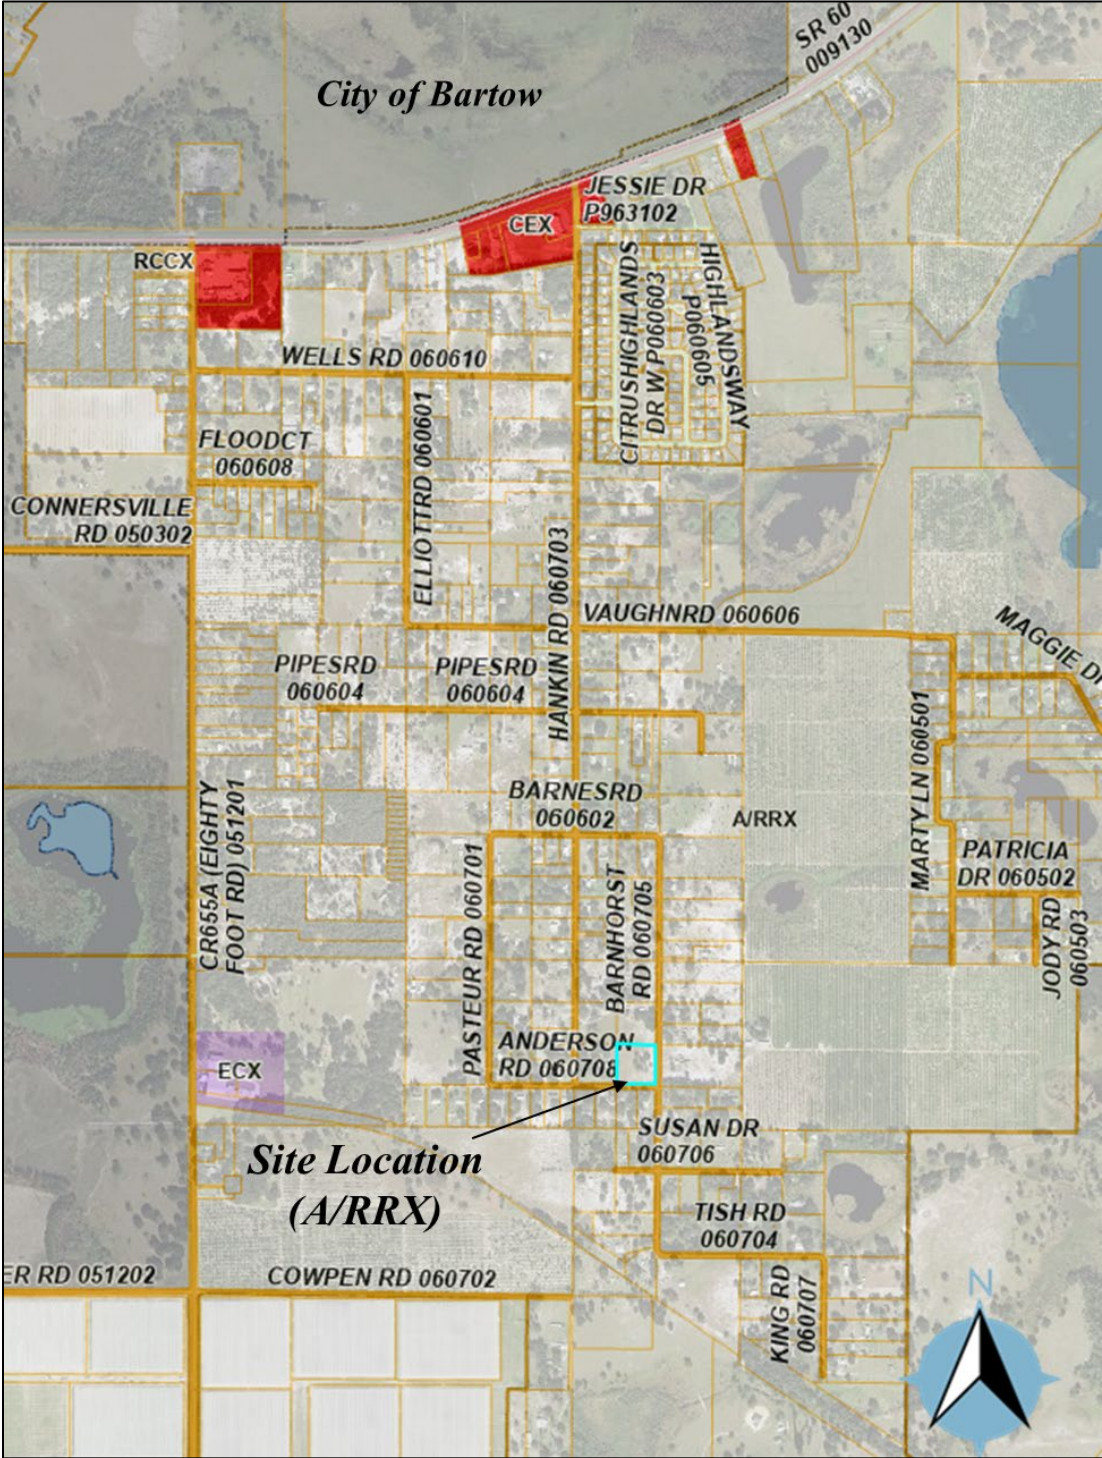 SR 60
009130
City of Bartow
JESSIE DR
P963102
CEX
RCCX
CITRUSHIGHLANDS
DR W P060603
HIGHLANDSWAY
P060605
WELLS RD 060610
ELLIOTTRD 060601
FLOODCT
060608
CONNERSVILLE
RD 050302
HANKIN RD 060703
VAUGHNRD 060606
MAGGIE DR
PIPESRD
060604
PIPESRD
060604
MARTY LN 060501
CR655A (EIGHTY
FOOT RD) 051201
BARNESRD
060602
A/RRX
PATRICIA
DR 060502
PASTEUR RD 060701
BARNHORST
RD 060705
JODY RD
060503
ANDERSON
RD 060708
ECX
SUSAN DR
060706
Site Location
(A/RRX)
TISH RD
060704
ER RD 051202
COWPEN RD 060702
KING RD
060707
N